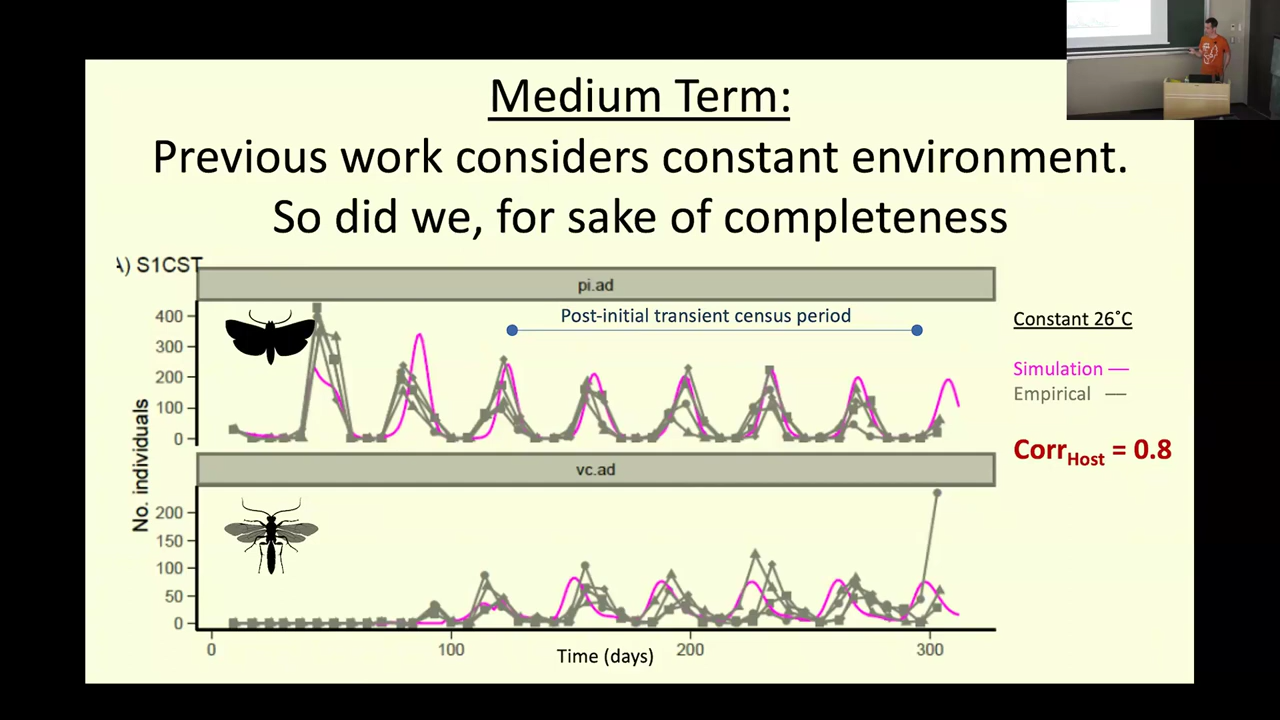 Medium Term:
Previous work considers constant environment.
So did we, for sake of completeness
A) S1CST
pi.ad
400
300
200
100
0
Post-initial transient census period
Constant 26˚C
Simulation
Empirical
Corr Host = 0.8
vc.ad
No. individuals
200
150
100
50
0
0
100
200
300
Time (days)